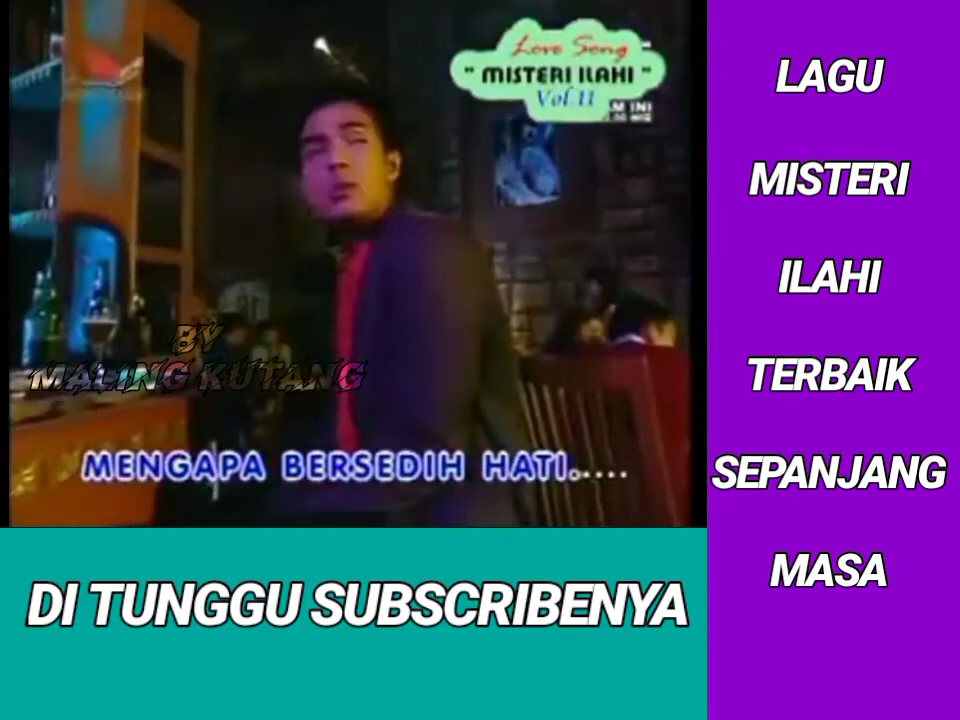 Love Song
" MISTERI ILAHI "
Vol.11
BY
MALING KUTANG
MENGAPA BERSEDIH HATI.....
DI TUNGGU SUBSCRIBENYA
LAGU
MISTERI
ILAHI
TERBAIK
SEPANJANG
MASA